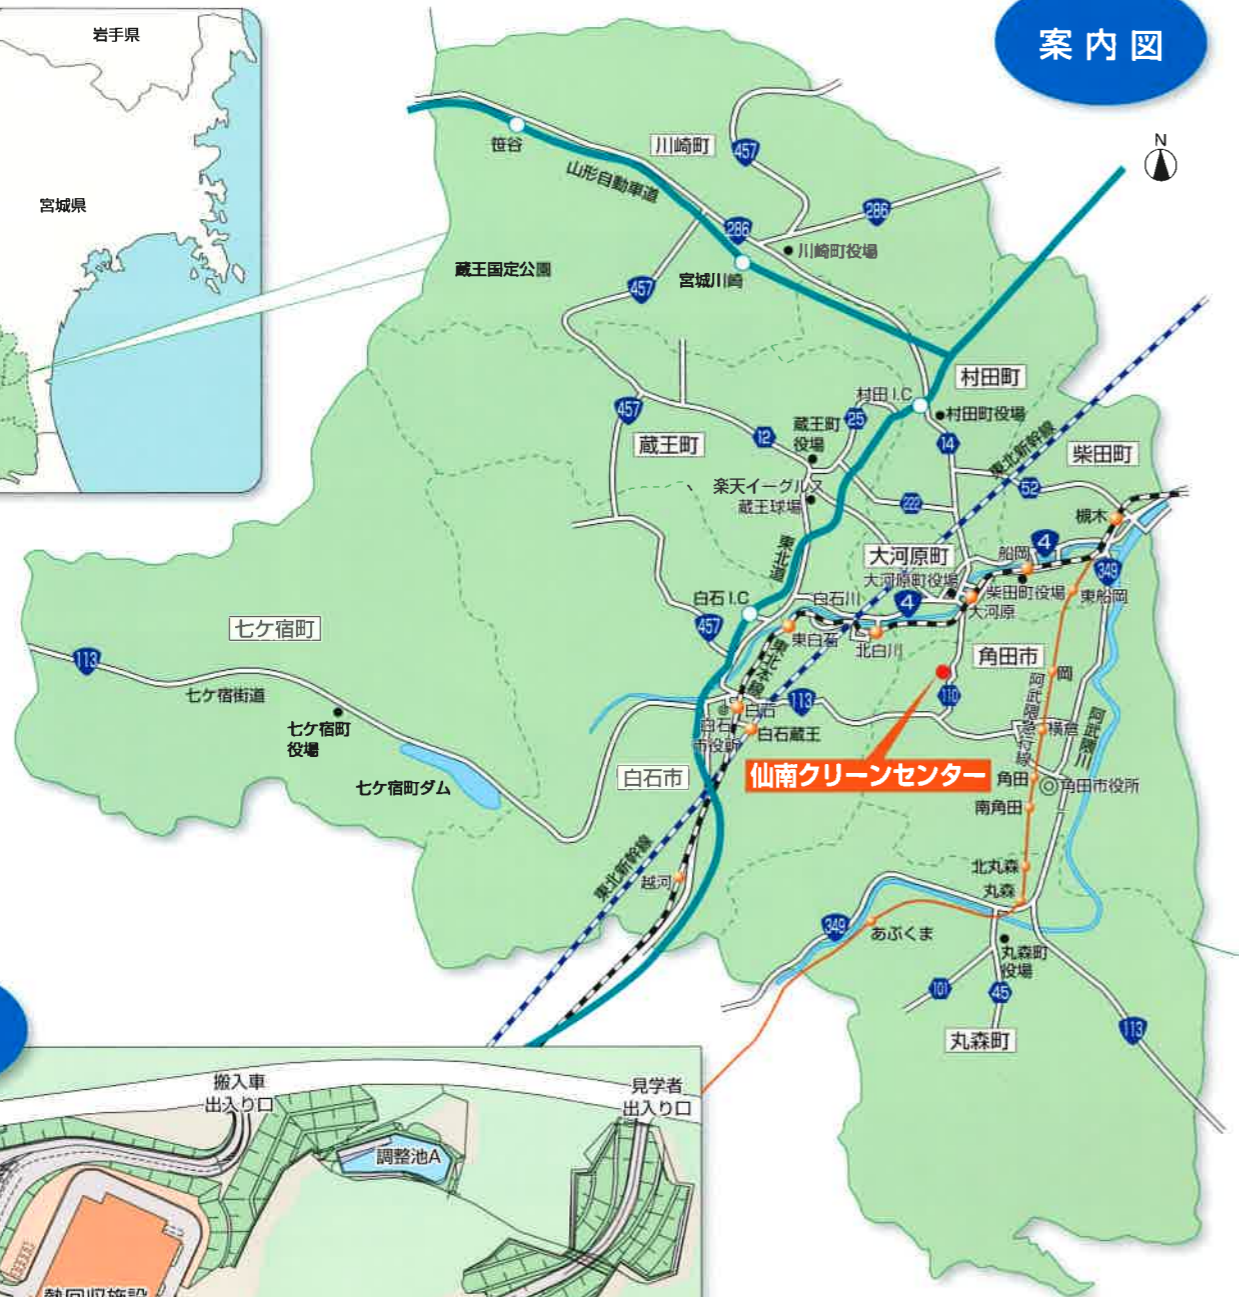 案内図
岩手県
宮城県
N
笹谷
川崎町
457
山形自動車道
286
286
川崎町役場
蔵王国定公園
457
宮城川崎
村田町
村田I.C
村田町役場
457
蔵王町
12
蔵王町
役場
25
14
東北新幹線
柴田町
楽天イーグルス
蔵王球場
222
52
槻木
東北道
大河原町
大河原町役場
船岡
4
柴田町役場
349
東船岡
白石I.C
白石川
4
大河原
457
東白石
北白川
角田市
七ケ宿町
113
七ケ宿街道
七ケ宿町
役場
東北本線
白石
白石
市役所
113
白石蔵王
110
岡
阿武隈急行線
横倉
阿武隈川
七ケ宿町ダム
白石市
仙南クリーンセンター
角田
角田市役所
南角田
東北新幹線
越河
北丸森
丸森
349
あぶくま
丸森町
役場
101
45
丸森町
113
搬入車
出入り口
見学者
出入り口
調整池A
熱回収施設